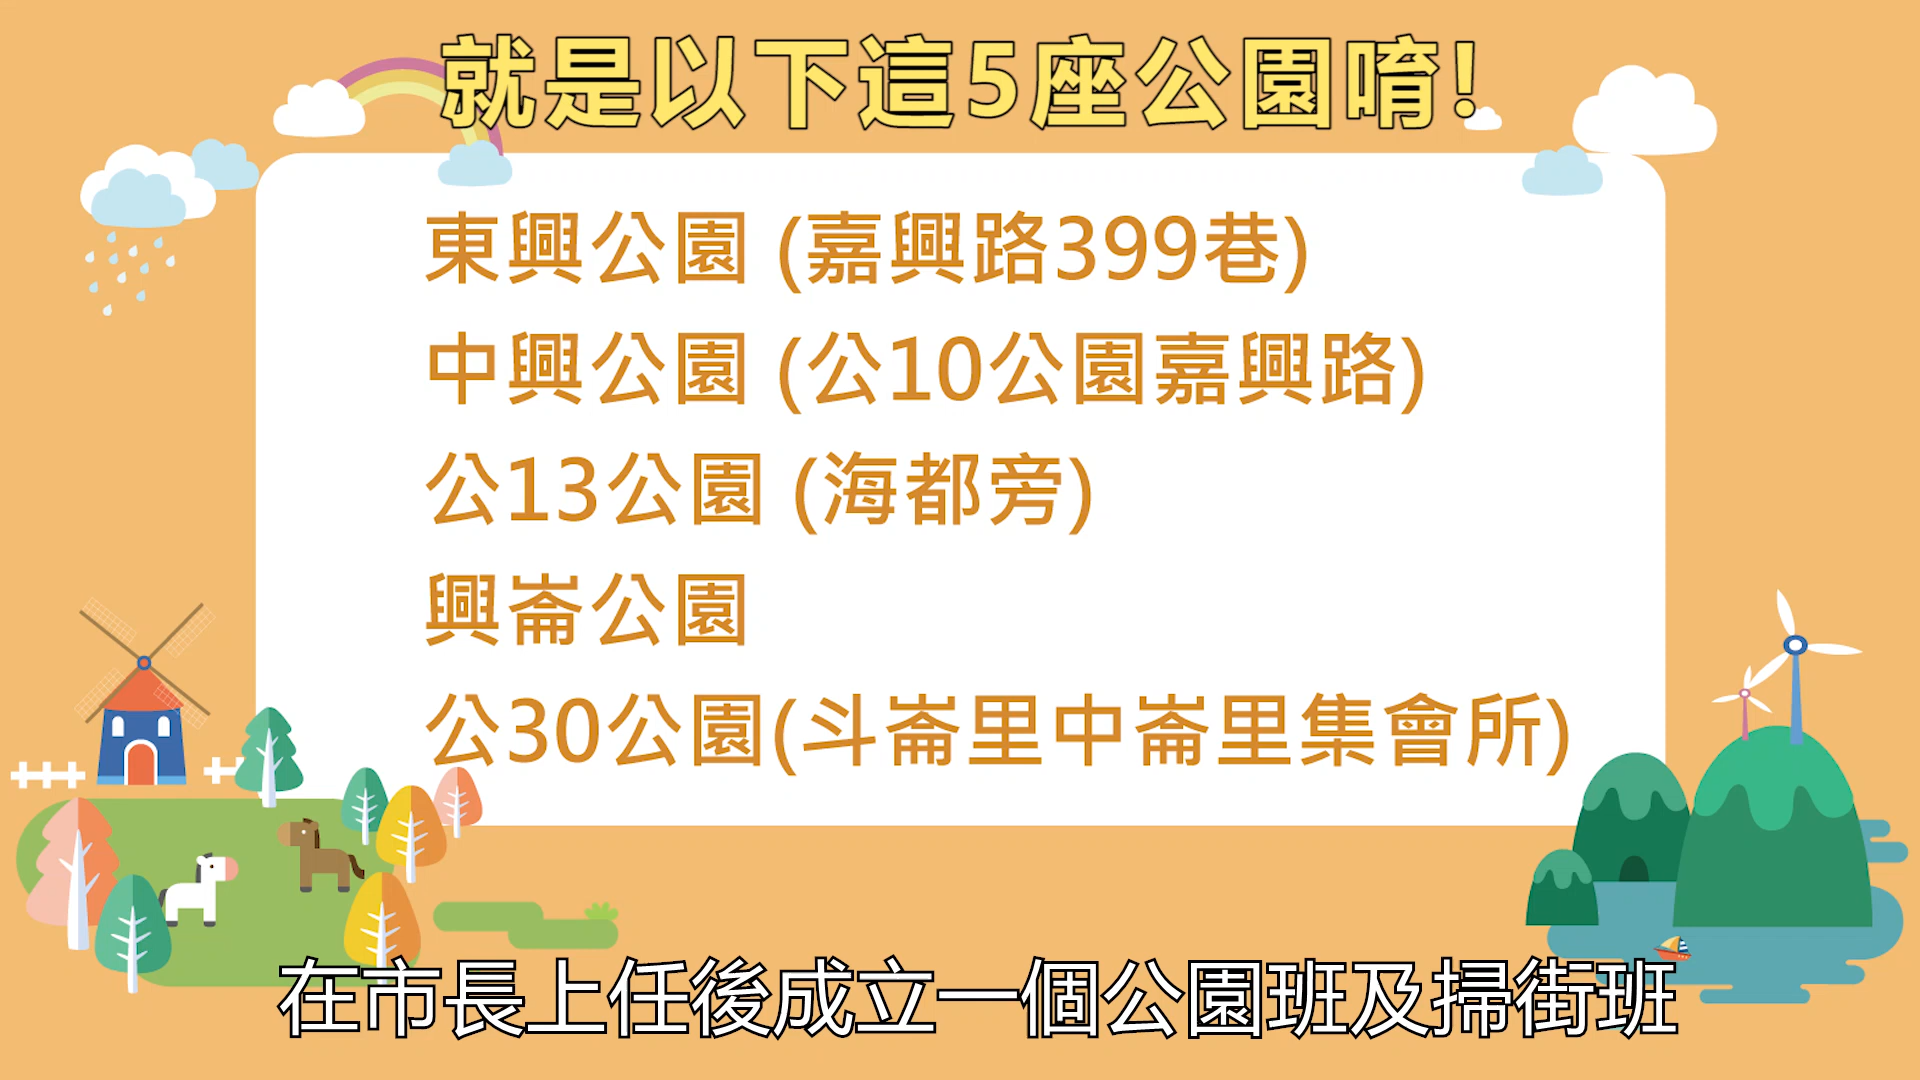 就是以下這5座公園唷!
東興公園 (嘉興路399巷)
中興公園 (公10公園嘉興路)
公13公園 (海都旁)
興崙公園
公30公園(斗崙里中崙里集會所)
在市長上任後成立一個公園班及掃街班